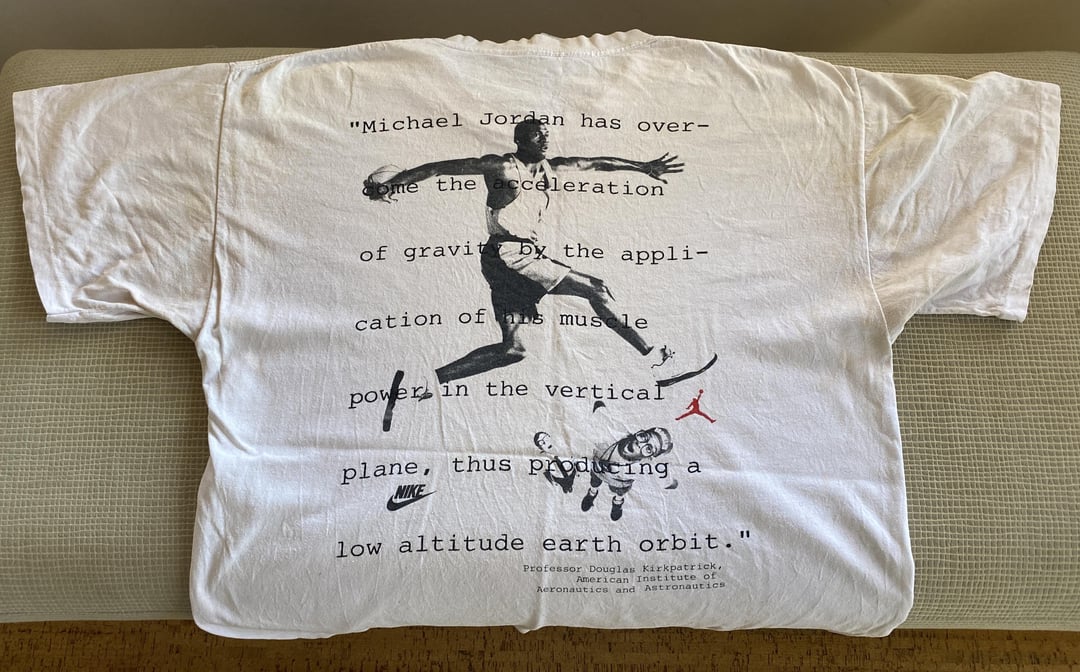 "Michael Jordan has over-
come the acceleration
of gravity by the appli-
cation of his muscle
power in the vertical
plane, thus producing a
NIKE
low altitude earth orbit."
Professor Douglas Kirkpatrick,
American Institute of
Aeronautics and Astronautics